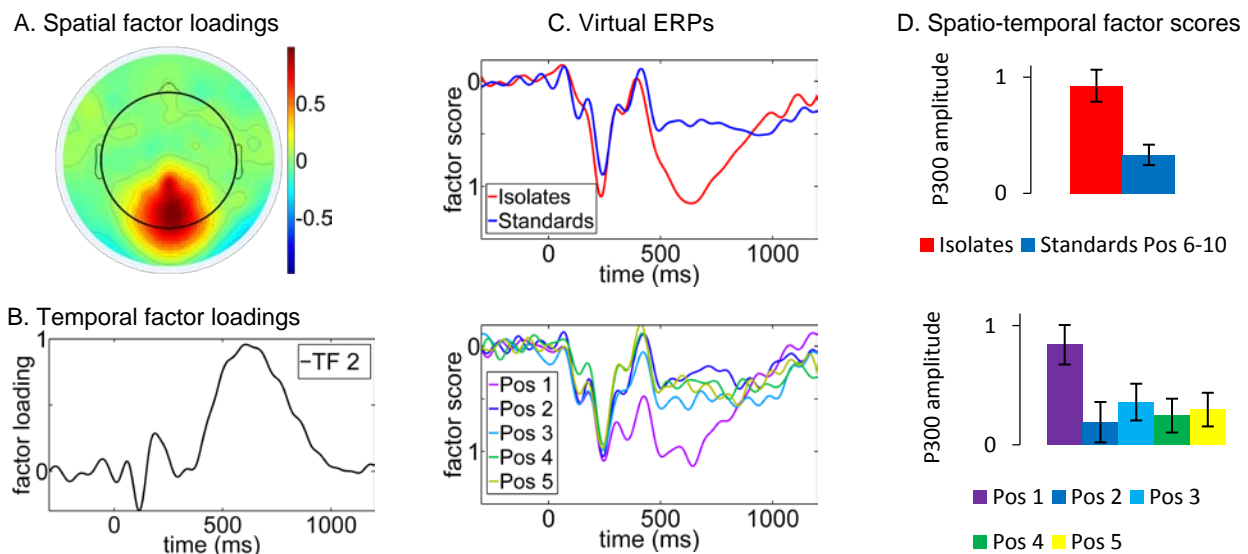 A. Spatial factor loadings
0.5
0
-0.5
B. Temporal factor loadings
factor loading
1
0
−TF 2
0 500 1000
time (ms)
C. Virtual ERPs
factor score
0
1
Isolates
Standards
0 500 1000
time (ms)
factor score
0
1
Pos 1
Pos 2
Pos 3
Pos 4
Pos 5
0 500 1000
time (ms)
D. Spatio-temporal factor scores
P300 amplitude
1
0
Isolates Standards Pos 6-10
P300 amplitude
1
0
Pos 1 Pos 2 Pos 3
Pos 4 Pos 5